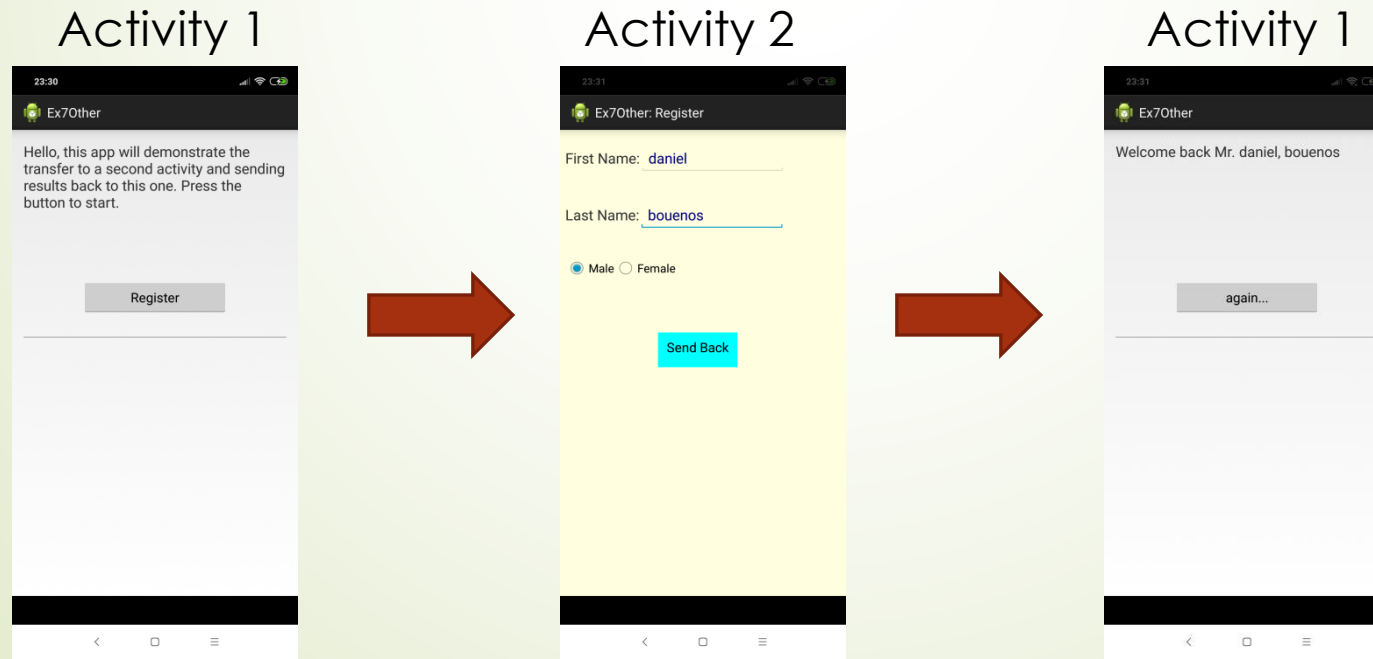 Activity 1
23:30
Ex7Other
Hello, this app will demonstrate the
transfer to a second activity and sending
results back to this one. Press the
button to start.
Register
Activity 2
23:31
Ex7Other: Register
First Name: daniel
Last Name: bouenos
Male Female
Send Back
Activity 1
23:31
Ex7Other
Welcome back Mr. daniel, bouenos
again...